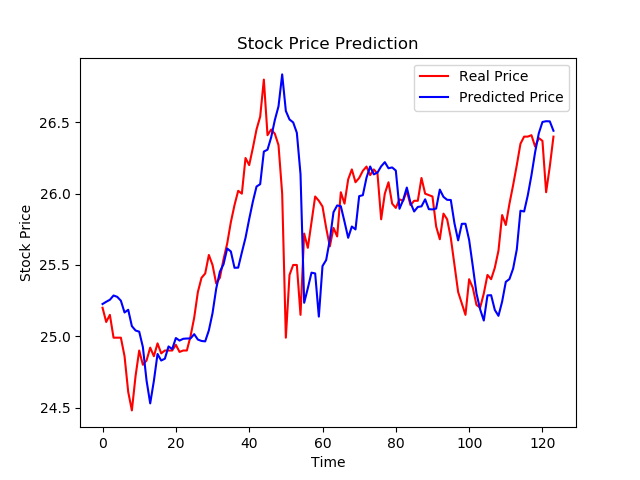 Stock Price Prediction
Real Price
Predicted Price
26.5
26.0
25.5
25.0
24.5
Stock Price
0 20 40 60 80 100 120
Time